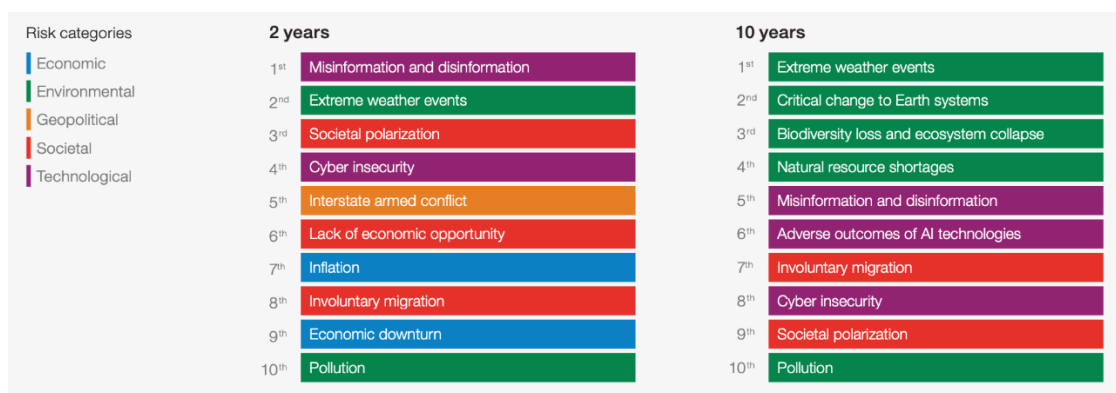 Risk categories
Economic
Environmental
Geopolitical
Societal
Technological
2 years
1st Misinformation and disinformation
2nd Extreme weather events
3rd Societal polarization
4th Cyber insecurity
5th Interstate armed conflict
6th Lack of economic opportunity
7th Inflation
8th Involuntary migration
9th Economic downturn
10th Pollution
10 years
1st Extreme weather events
2nd Critical change to Earth systems
3rd Biodiversity loss and ecosystem collapse
4th Natural resource shortages
5th Misinformation and disinformation
6th Adverse outcomes of AI technologies
7th Involuntary migration
8th Cyber insecurity
9th Societal polarization
10th Pollution